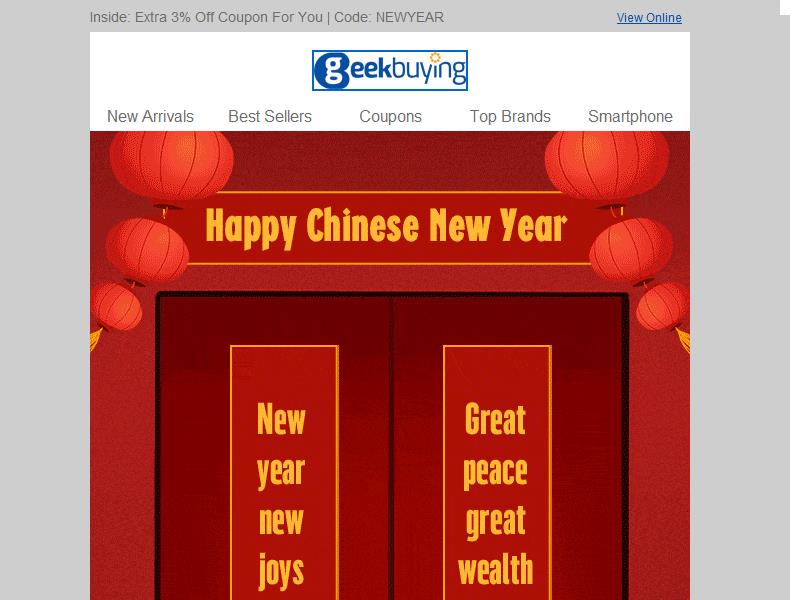 Inside: Extra 3% Off Coupon For You | Code: NEWYEAR
View Online
geekbuying
New Arrivals
Best Sellers
Coupons
Top Brands
Smartphone
Happy Chinese New Year
New
year
new
joys
Great
peace
great
wealth